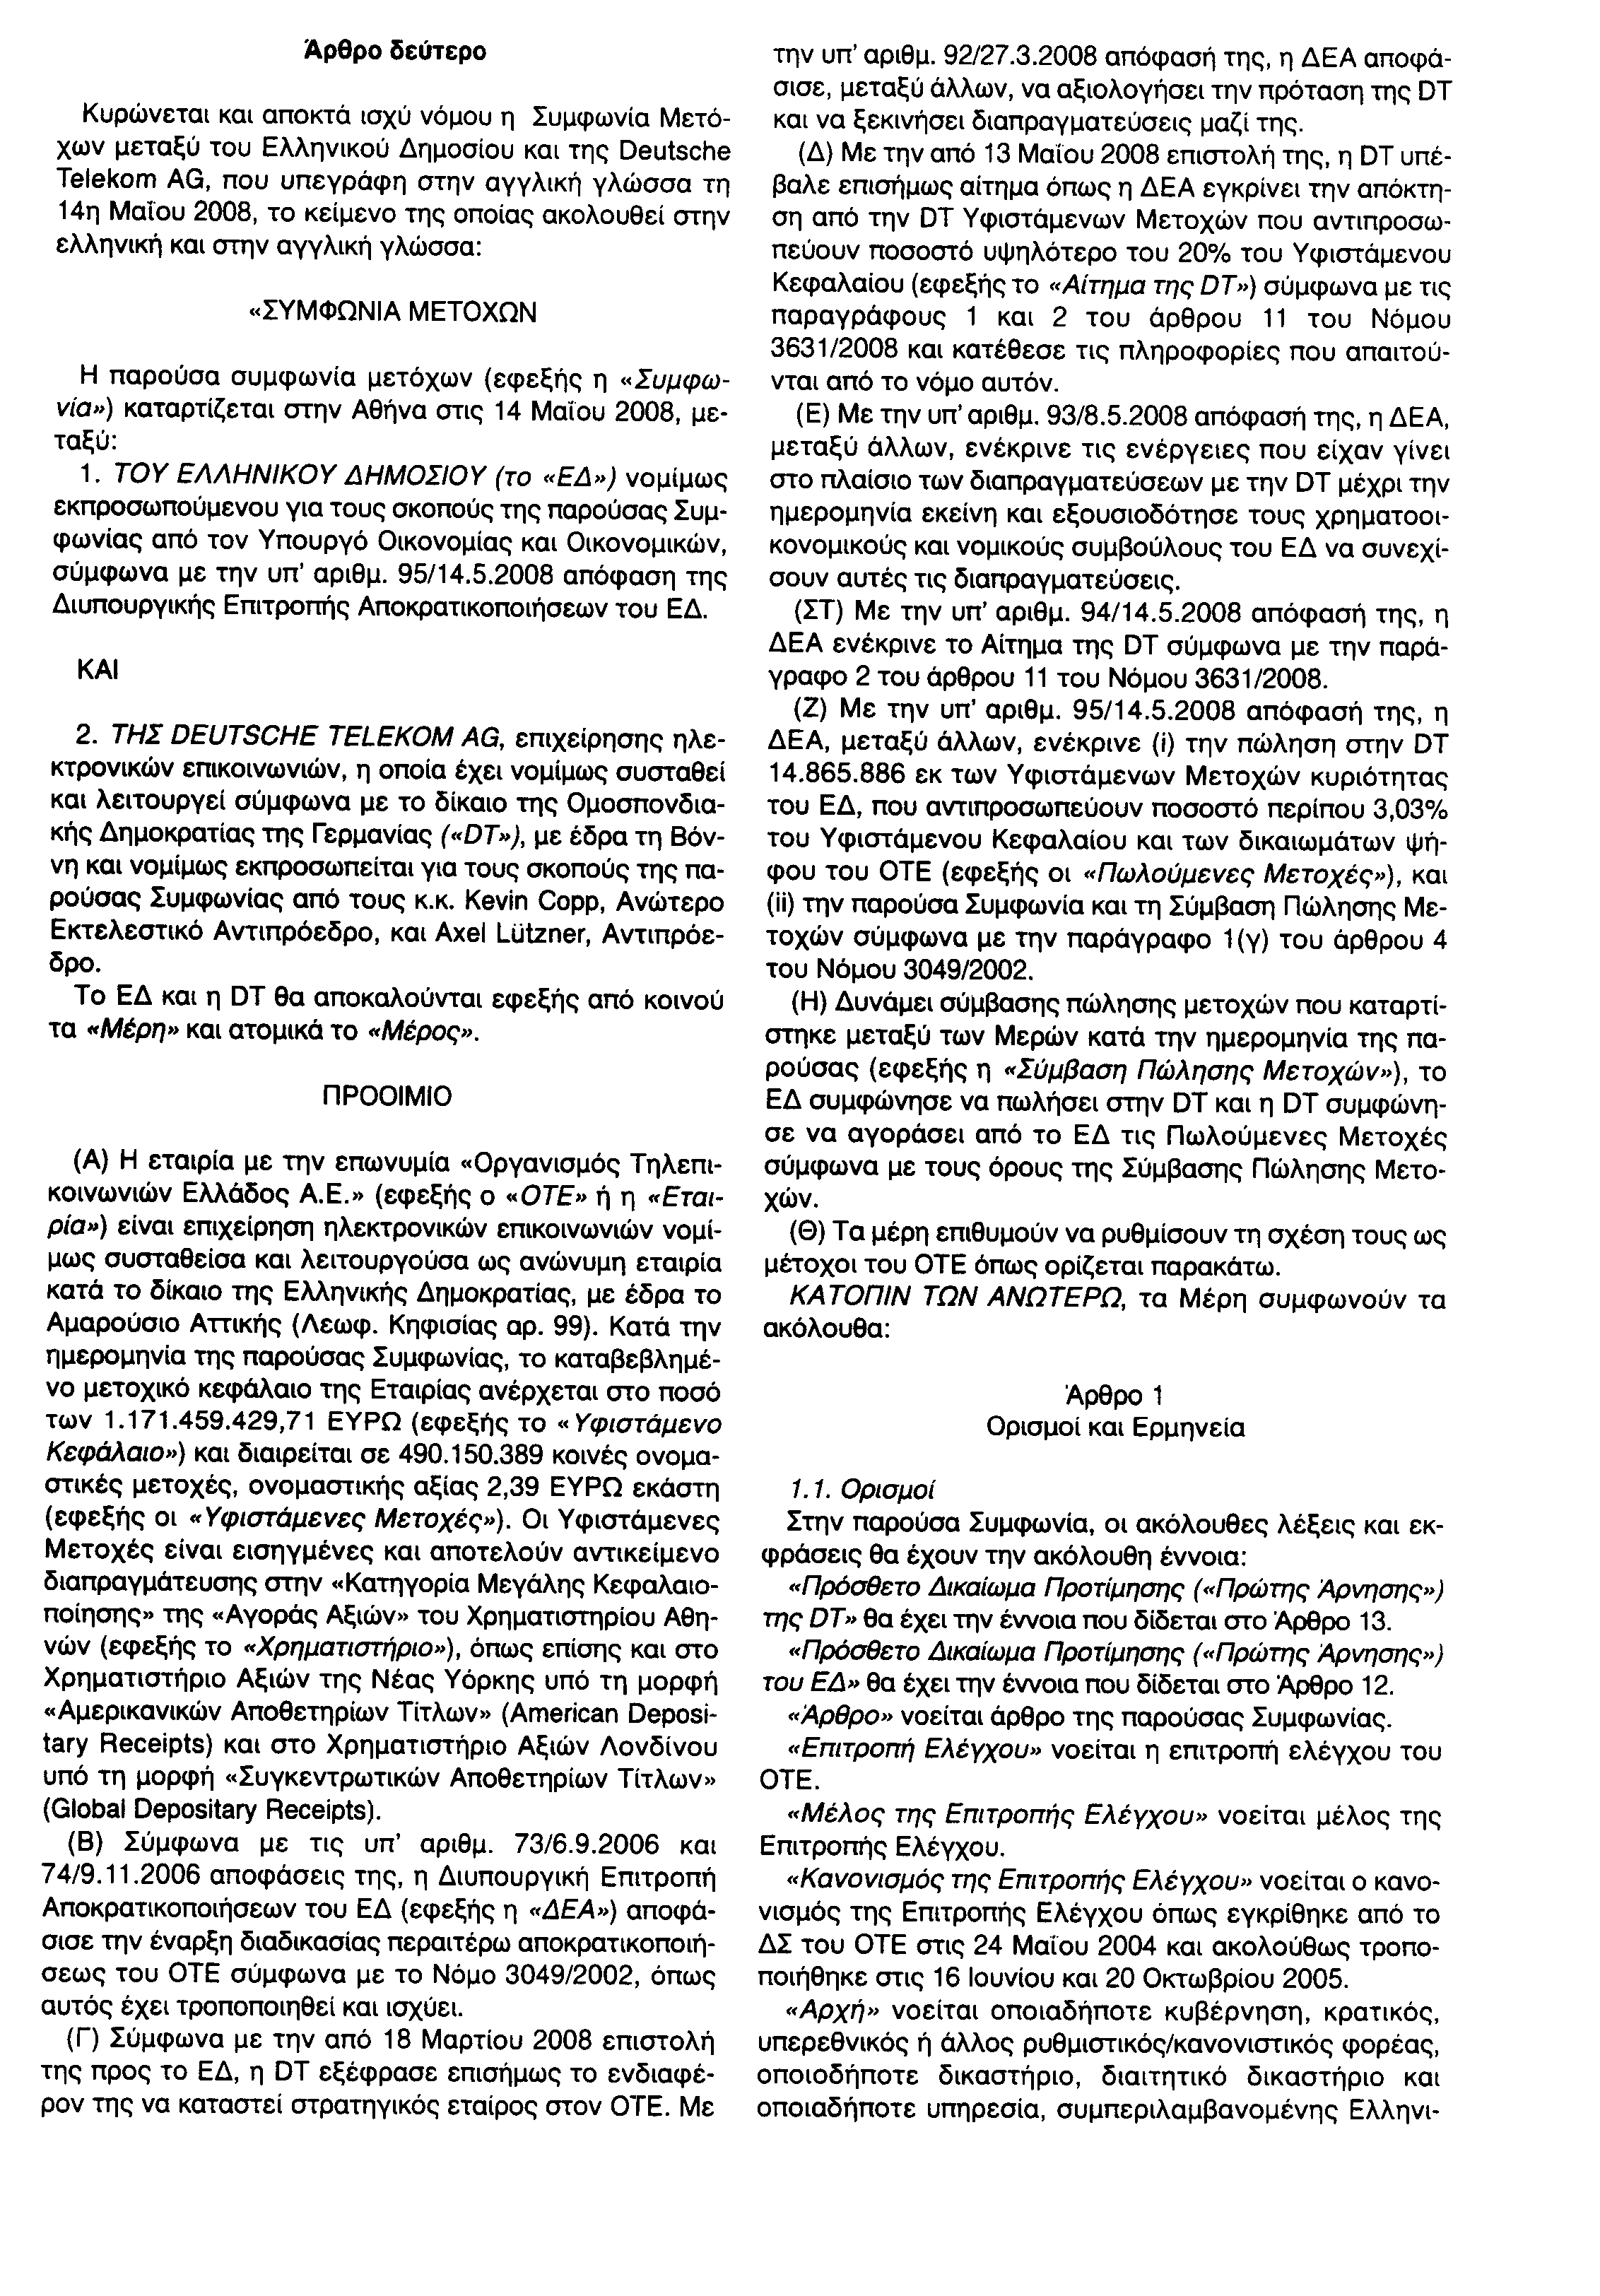 Άρθρο δεύτερο
Κυρώνεται και αποκτά ισχύ νόμου η Συμφωνία Μετό-
χων μεταξύ του Ελληνικού Δημοσίου και της Deutsche
Telekom AG, που υπεγράφη στην αγγλική γλώσσα τη
14η Μαΐου 2008, το κείμενο της οποίας ακολουθεί στην
ελληνική και στην αγγλική γλώσσα:
«ΣΥΜΦΩΝΙΑ ΜΕΤΟΧΩΝ
Η παρούσα συμφωνία μετόχων (εφεξής η «Συμφω-
νία») καταρτίζεται στην Αθήνα στις 14 Μαΐου 2008, με-
ταξύ:
1. ΤΟΥ ΕΛΛΗΝΙΚΟΥ ΔΗΜΟΣΙΟΥ (το «ΕΔ») νομίμως
εκπροσωπούμενου για τους σκοπούς της παρούσας Συμ-
φωνίας από τον Υπουργό Οικονομίας και Οικονομικών,
σύμφωνα με την υπ’ αριθμ. 95/14.5.2008 απόφαση της
Διυπουργικής Επιτροπής Αποκρατικοποιήσεων του ΕΔ.
ΚΑΙ
2. ΤΗΣ DEUTSCHE TELEKOM AG, επιχείρησης ηλε-
κτρονικών επικοινωνιών, η οποία έχει νομίμως συσταθεί
και λειτουργεί σύμφωνα με το δίκαιο της Ομοσπονδια-
κής Δημοκρατίας της Γερμανίας («DT»), με έδρα τη Βόν-
νη και νομίμως εκπροσωπείται για τους σκοπούς της πα-
ρούσας Συμφωνίας από τους κ.κ. Kevin Copp, Ανώτερο
Εκτελεστικό Αντιπρόεδρο, και Axel Lützner, Αντιπρόε-
δρο.
Το ΕΔ και η DT θα αποκαλούνται εφεξής από κοινού
τα «Μέρη» και ατομικά το «Μέρος».
ΠΡΟΟΙΜΙΟ
(Α) Η εταιρία με την επωνυμία «Οργανισμός Τηλεπι-
κοινωνιών Ελλάδος Α.Ε.» (εφεξής ο «ΟΤΕ» ή η «Εται-
ρία») είναι επιχείρηση ηλεκτρονικών επικοινωνιών νομί-
μως συσταθείσα και λειτουργούσα ως ανώνυμη εταιρία
κατά το δίκαιο της Ελληνικής Δημοκρατίας, με έδρα το
Αμαρούσιο Αττικής (Λεωφ. Κηφισίας αρ. 99). Κατά την
ημερομηνία της παρούσας Συμφωνίας, το καταβεβλημέ-
νο μετοχικό κεφάλαιο της Εταιρίας ανέρχεται στο ποσό
των 1.171.459.429,71 ΕΥΡΩ (εφεξής το «Υφιστάμενο
Κεφάλαιο») και διαιρείται σε 490.150.389 κοινές ονομα-
στικές μετοχές, ονομαστικής αξίας 2,39 ΕΥΡΩ εκάστη
(εφεξής οι «Υφιστάμενες Μετοχές»). Οι Υφιστάμενες
Μετοχές είναι εισηγμένες και αποτελούν αντικείμενο
διαπραγμάτευσης στην «Κατηγορία Μεγάλης Κεφαλαιο-
ποίησης» της «Αγοράς Αξιών» του Χρηματιστηρίου Αθη-
νών (εφεξής το «Χρηματιστήριο»), όπως επίσης και στο
Χρηματιστήριο Αξιών της Νέας Υόρκης υπό τη μορφή
«Αμερικανικών Αποθετηρίων Τίτλων» (American Deposi-
tary Receipts) και στο Χρηματιστήριο Αξιών Λονδίνου
υπό τη μορφή «Συγκεντρωτικών Αποθετηρίων Τίτλων»
(Global Depositary Receipts).
(Β) Σύμφωνα με τις υπ’ αριθμ. 73/6.9.2006 και
74/9.11.2006 αποφάσεις της, η Διυπουργική Επιτροπή
Αποκρατικοποιήσεων του ΕΔ (εφεξής η «ΔΕΑ») αποφά-
σισε την έναρξη διαδικασίας περαιτέρω αποκρατικοποιή-
σεως του ΟΤΕ σύμφωνα με το Νόμο 3049/2002, όπως
αυτός έχει τροποποιηθεί και ισχύει.
(Γ) Σύμφωνα με την από 18 Μαρτίου 2008 επιστολή
της προς το ΕΔ, η DT εξέφρασε επισήμως το ενδιαφέ-
ρον της να καταστεί στρατηγικός εταίρος στον ΟΤΕ. Με
την υπ’ αριθμ. 92/27.3.2008 απόφασή της, η ΔΕΑ αποφά-
σισε, μεταξύ άλλων, να αξιολογήσει την πρόταση της DT
και να ξεκινήσει διαπραγματεύσεις μαζί της.
(Δ) Με την από 13 Μαΐου 2008 επιστολή της, η DT υπέ-
βαλε επισήμως αίτημα όπως η ΔΕΑ εγκρίνει την απόκτη-
ση από την DT Υφιστάμενων Μετοχών που αντιπροσω-
πεύουν ποσοστό υψηλότερο του 20% του Υφιστάμενου
Κεφαλαίου (εφεξής το «Αίτημα της DT») σύμφωνα με τις
παραγράφους 1 και 2 του άρθρου 11 του Νόμου
3631/2008 και κατέθεσε τις πληροφορίες που απαιτού-
νται από το νόμο αυτόν.
(Ε) Με την υπ’ αριθμ. 93/8.5.2008 απόφασή της, η ΔΕΑ,
μεταξύ άλλων, ενέκρινε τις ενέργειες που είχαν γίνει
στο πλαίσιο των διαπραγματεύσεων με την DT μέχρι την
ημερομηνία εκείνη και εξουσιοδότησε τους χρηματοοι-
κονομικούς και νομικούς συμβούλους του ΕΔ να συνεχί-
σουν αυτές τις διαπραγματεύσεις.
(ΣΤ) Με την υπ’ αριθμ. 94/14.5.2008 απόφασή της, η
ΔΕΑ ενέκρινε το Αίτημα της DT σύμφωνα με την παρά-
γραφο 2 του άρθρου 11 του Νόμου 3631/2008.
(Ζ) Με την υπ’ αριθμ. 95/14.5.2008 απόφασή της, η
ΔΕΑ, μεταξύ άλλων, ενέκρινε (i) την πώληση στην DT
14.865.886 εκ των Υφιστάμενων Μετοχών κυριότητας
του ΕΔ, που αντιπροσωπεύουν ποσοστό περίπου 3,03%
του Υφιστάμενου Κεφαλαίου και των δικαιωμάτων ψή-
φου του ΟΤΕ (εφεξής οι «Πωλούμενες Μετοχές»), και
(ii) την παρούσα Συμφωνία και τη Σύμβαση Πώλησης Με-
τοχών σύμφωνα με την παράγραφο 1(γ) του άρθρου 4
του Νόμου 3049/2002.
(Η) Δυνάμει σύμβασης πώλησης μετοχών που καταρτί-
στηκε μεταξύ των Μερών κατά την ημερομηνία της πα-
ρούσας (εφεξής η «Σύμβαση Πώλησης Μετοχών»), το
ΕΔ συμφώνησε να πωλήσει στην DT και η DT συμφώνη-
σε να αγοράσει από το ΕΔ τις Πωλούμενες Μετοχές
σύμφωνα με τους όρους της Σύμβασης Πώλησης Μετο-
χών.
(Θ) Τα μέρη επιθυμούν να ρυθμίσουν τη σχέση τους ως
μέτοχοι του ΟΤΕ όπως ορίζεται παρακάτω.
ΚΑΤΟΠΙΝ ΤΩΝ ΑΝΩΤΕΡΩ, τα Μέρη συμφωνούν τα
ακόλουθα:
Άρθρο 1
Ορισμοί και Ερμηνεία
1.1. Ορισμοί
Στην παρούσα Συμφωνία, οι ακόλουθες λέξεις και εκ-
φράσεις θα έχουν την ακόλουθη έννοια:
«Πρόσθετο Δικαίωμα Προτίμησης («Πρώτης Άρνησης»)
της DT» θα έχει την έννοια που δίδεται στο Άρθρο 13.
«Πρόσθετο Δικαίωμα Προτίμησης («Πρώτης Άρνησης»)
του ΕΔ» θα έχει την έννοια που δίδεται στο Άρθρο 12.
«Άρθρο» νοείται άρθρο της παρούσας Συμφωνίας.
«Επιτροπή Ελέγχου» νοείται η επιτροπή ελέγχου του
ΟΤΕ.
«Μέλος της Επιτροπής Ελέγχου» νοείται μέλος της
Επιτροπής Ελέγχου.
«Κανονισμός της Επιτροπής Ελέγχου» νοείται ο κανο-
νισμός της Επιτροπής Ελέγχου όπως εγκρίθηκε από το
ΔΣ του ΟΤΕ στις 24 Μαΐου 2004 και ακολούθως τροπο-
ποιήθηκε στις 16 Ιουνίου και 20 Οκτωβρίου 2005.
«Αρχή» νοείται οποιαδήποτε κυβέρνηση, κρατικός,
υπερεθνικός ή άλλος ρυθμιστικός/κανονιστικός φορέας,
οποιοδήποτε δικαστήριο, διαιτητικό δικαστήριο και
οποιαδήποτε υπηρεσία, συμπεριλαμβανομένης Ελληνι-